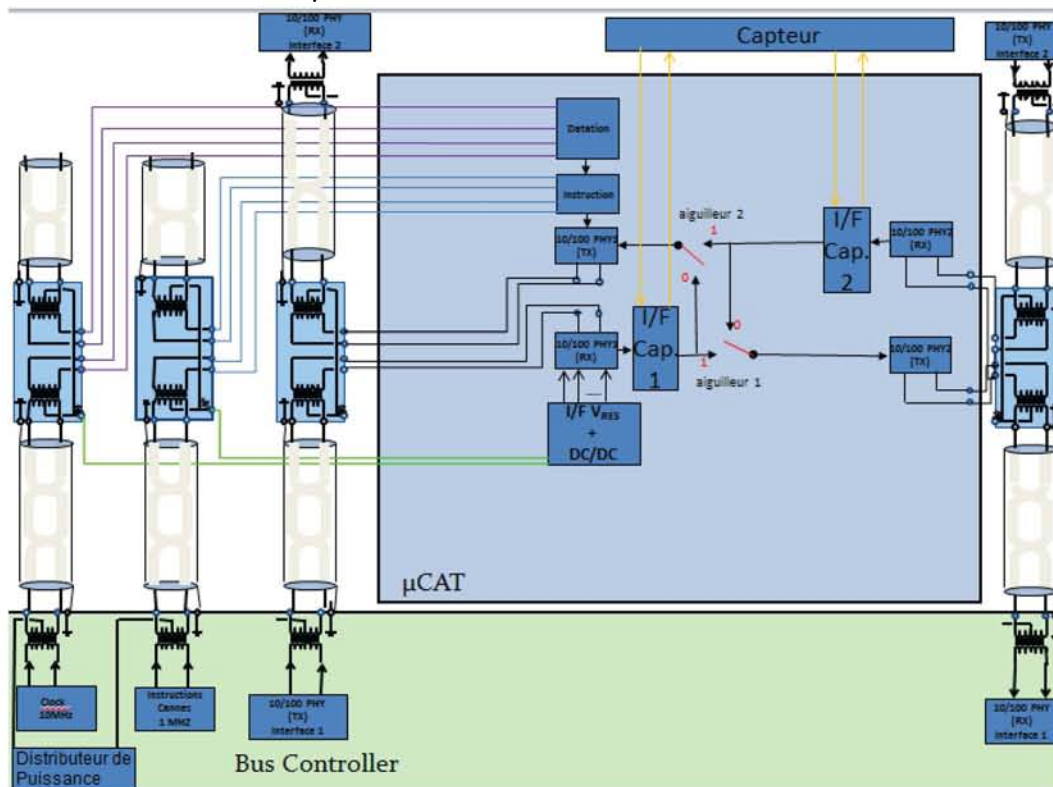 10/100 PHY
(RX)
Interface 2
Capteur
10/100 PHY
(TX)
Interface 2
Datation
Instruction
aiguilleur 2
1
10/100 PHY2
(TX)
0
I/F
Cap.
2
10/100 PHY2
(RX)
10/100 PHY1
(RX)
I/F
Cap.
1
0
1
aiguilleur 1
10/100 PHY2
(TX)
I/F VRES
+
DC/DC
µCAT
Clock
10MHz
Instructions
Cannes
1 MHZ
10/100 PHY
(TX)
Interface 1
10/100 PHY
(RX)
Interface 1
Distributeur de
Puissance
Bus Controller